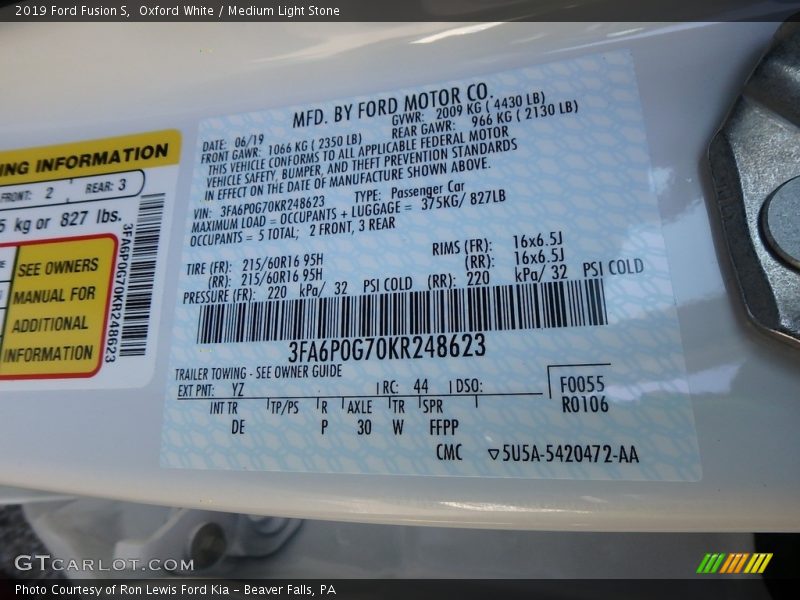 2019 Ford Fusion S,  Oxford White / Medium Light Stone
MFD. BY FORD MOTOR CO.
DATE: 06/19 GVWR: 2009 KG ( 4430 LB)
FRONT GAWR: 1066 KG ( 2350 LB) REAR GAWR: 966 KG ( 2130 LB)
THIS VEHICLE CONFORMS TO ALL APPLICABLE FEDERAL MOTOR
VEHICLE SAFETY, BUMPER, AND THEFT PREVENTION STANDARDS
IN EFFECT ON THE DATE OF MANUFACTURE SHOWN ABOVE.
VIN: 3FA6P0G70KR248623 TYPE: Passenger Car
MAXIMUM LOAD = OCCUPANTS + LUGGAGE = 375KG/ 827LB
OCCUPANTS = 5 TOTAL; 2 FRONT, 3 REAR
TIRE (FR): 215/60R16 95H RIMS (FR): 16x6.5J
(RR): 215/60R16 95H (RR): 16x6.5J
PRESSURE (FR): 220 kPa/ 32 PSI COLD (RR): 220 kPa/ 32 PSI COLD
3FA6P0G70KR248623
TRAILER TOWING - SEE OWNER GUIDE
EXT PNT: YZ RC: 44 DSO: F0055
R0106
INT TR TP/PS R AXLE TR SPR
DE P 30 W FFPP
CMC ▽5U5A-5420472-AA
NG INFORMATION
FRONT: 2 REAR: 3
5 kg or 827 lbs.
SEE OWNERS
MANUAL FOR
ADDITIONAL
INFORMATION
3FA6P0G70KR248623
GTCARLOT.COM
Photo Courtesy of Ron Lewis Ford Kia – Beaver Falls, PA